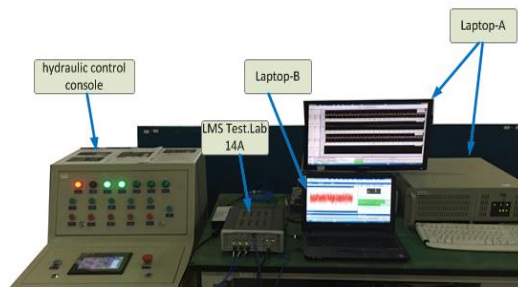 Laptop-A
hydraulic control
console
Laptop-B
LMS Test.Lab
14A